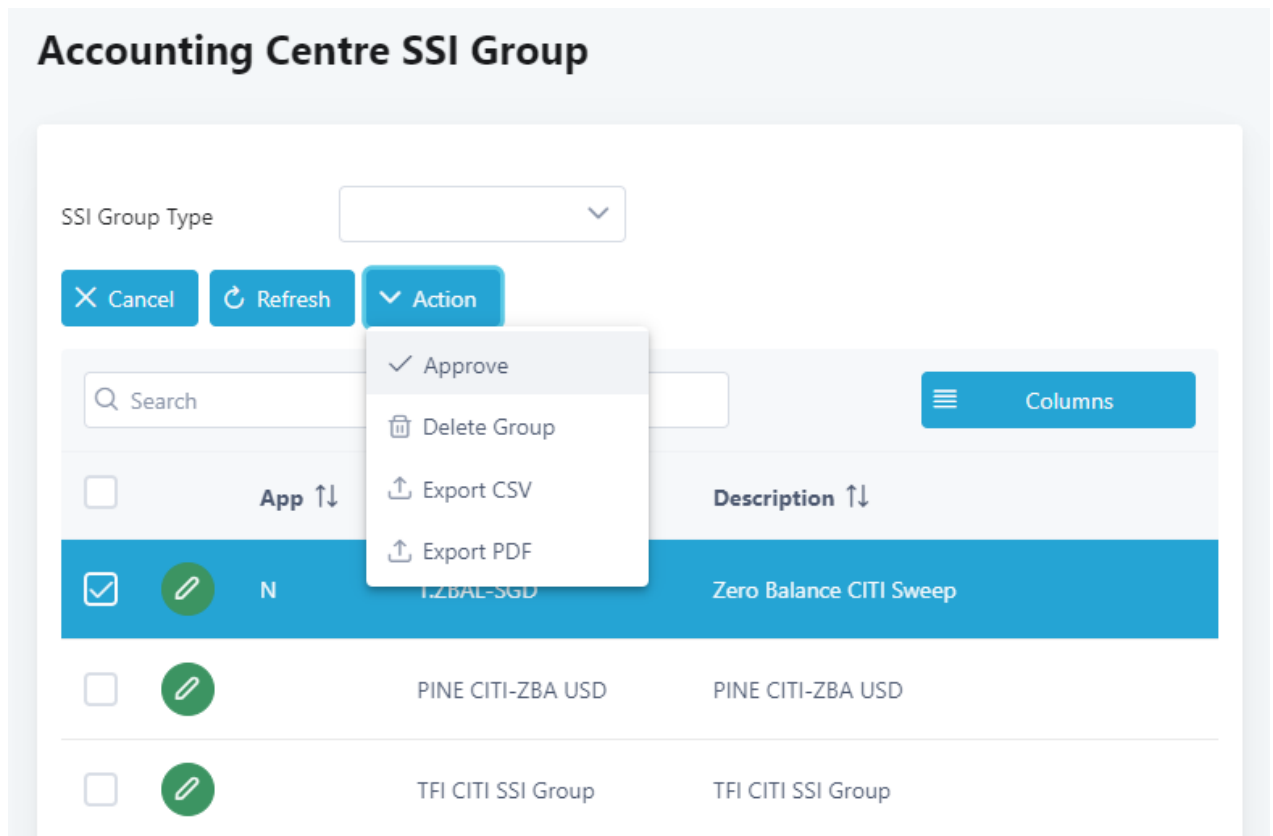 Accounting Centre SSI Group
SSI Group Type
Cancel Refresh Action
Approve
Search Columns
Delete Group
Export CSV
App Description
Export PDF
N Zero Balance CITI Sweep
PINE CITI-ZBA USD PINE CITI-ZBA USD
TFI CITI SSI Group TFI CITI SSI Group